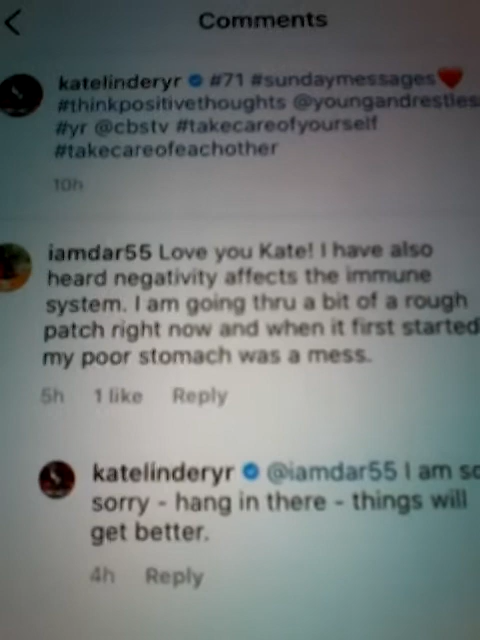 Comments
katelinderyr #71 #sundaymessages
#thinkpositivethoughts @youngandrestles
#yr @cbstv #takecareofyourself
#takecareofeachother
10h
iamdar55 Love you Kate! I have also
heard negativity affects the immune
system. I am going thru a bit of a rough
patch right now and when it first started
my poor stomach was a mess.
5h 1 like Reply
katelinderyr @iamdar55 I am so
sorry - hang in there - things will
get better.
4h Reply